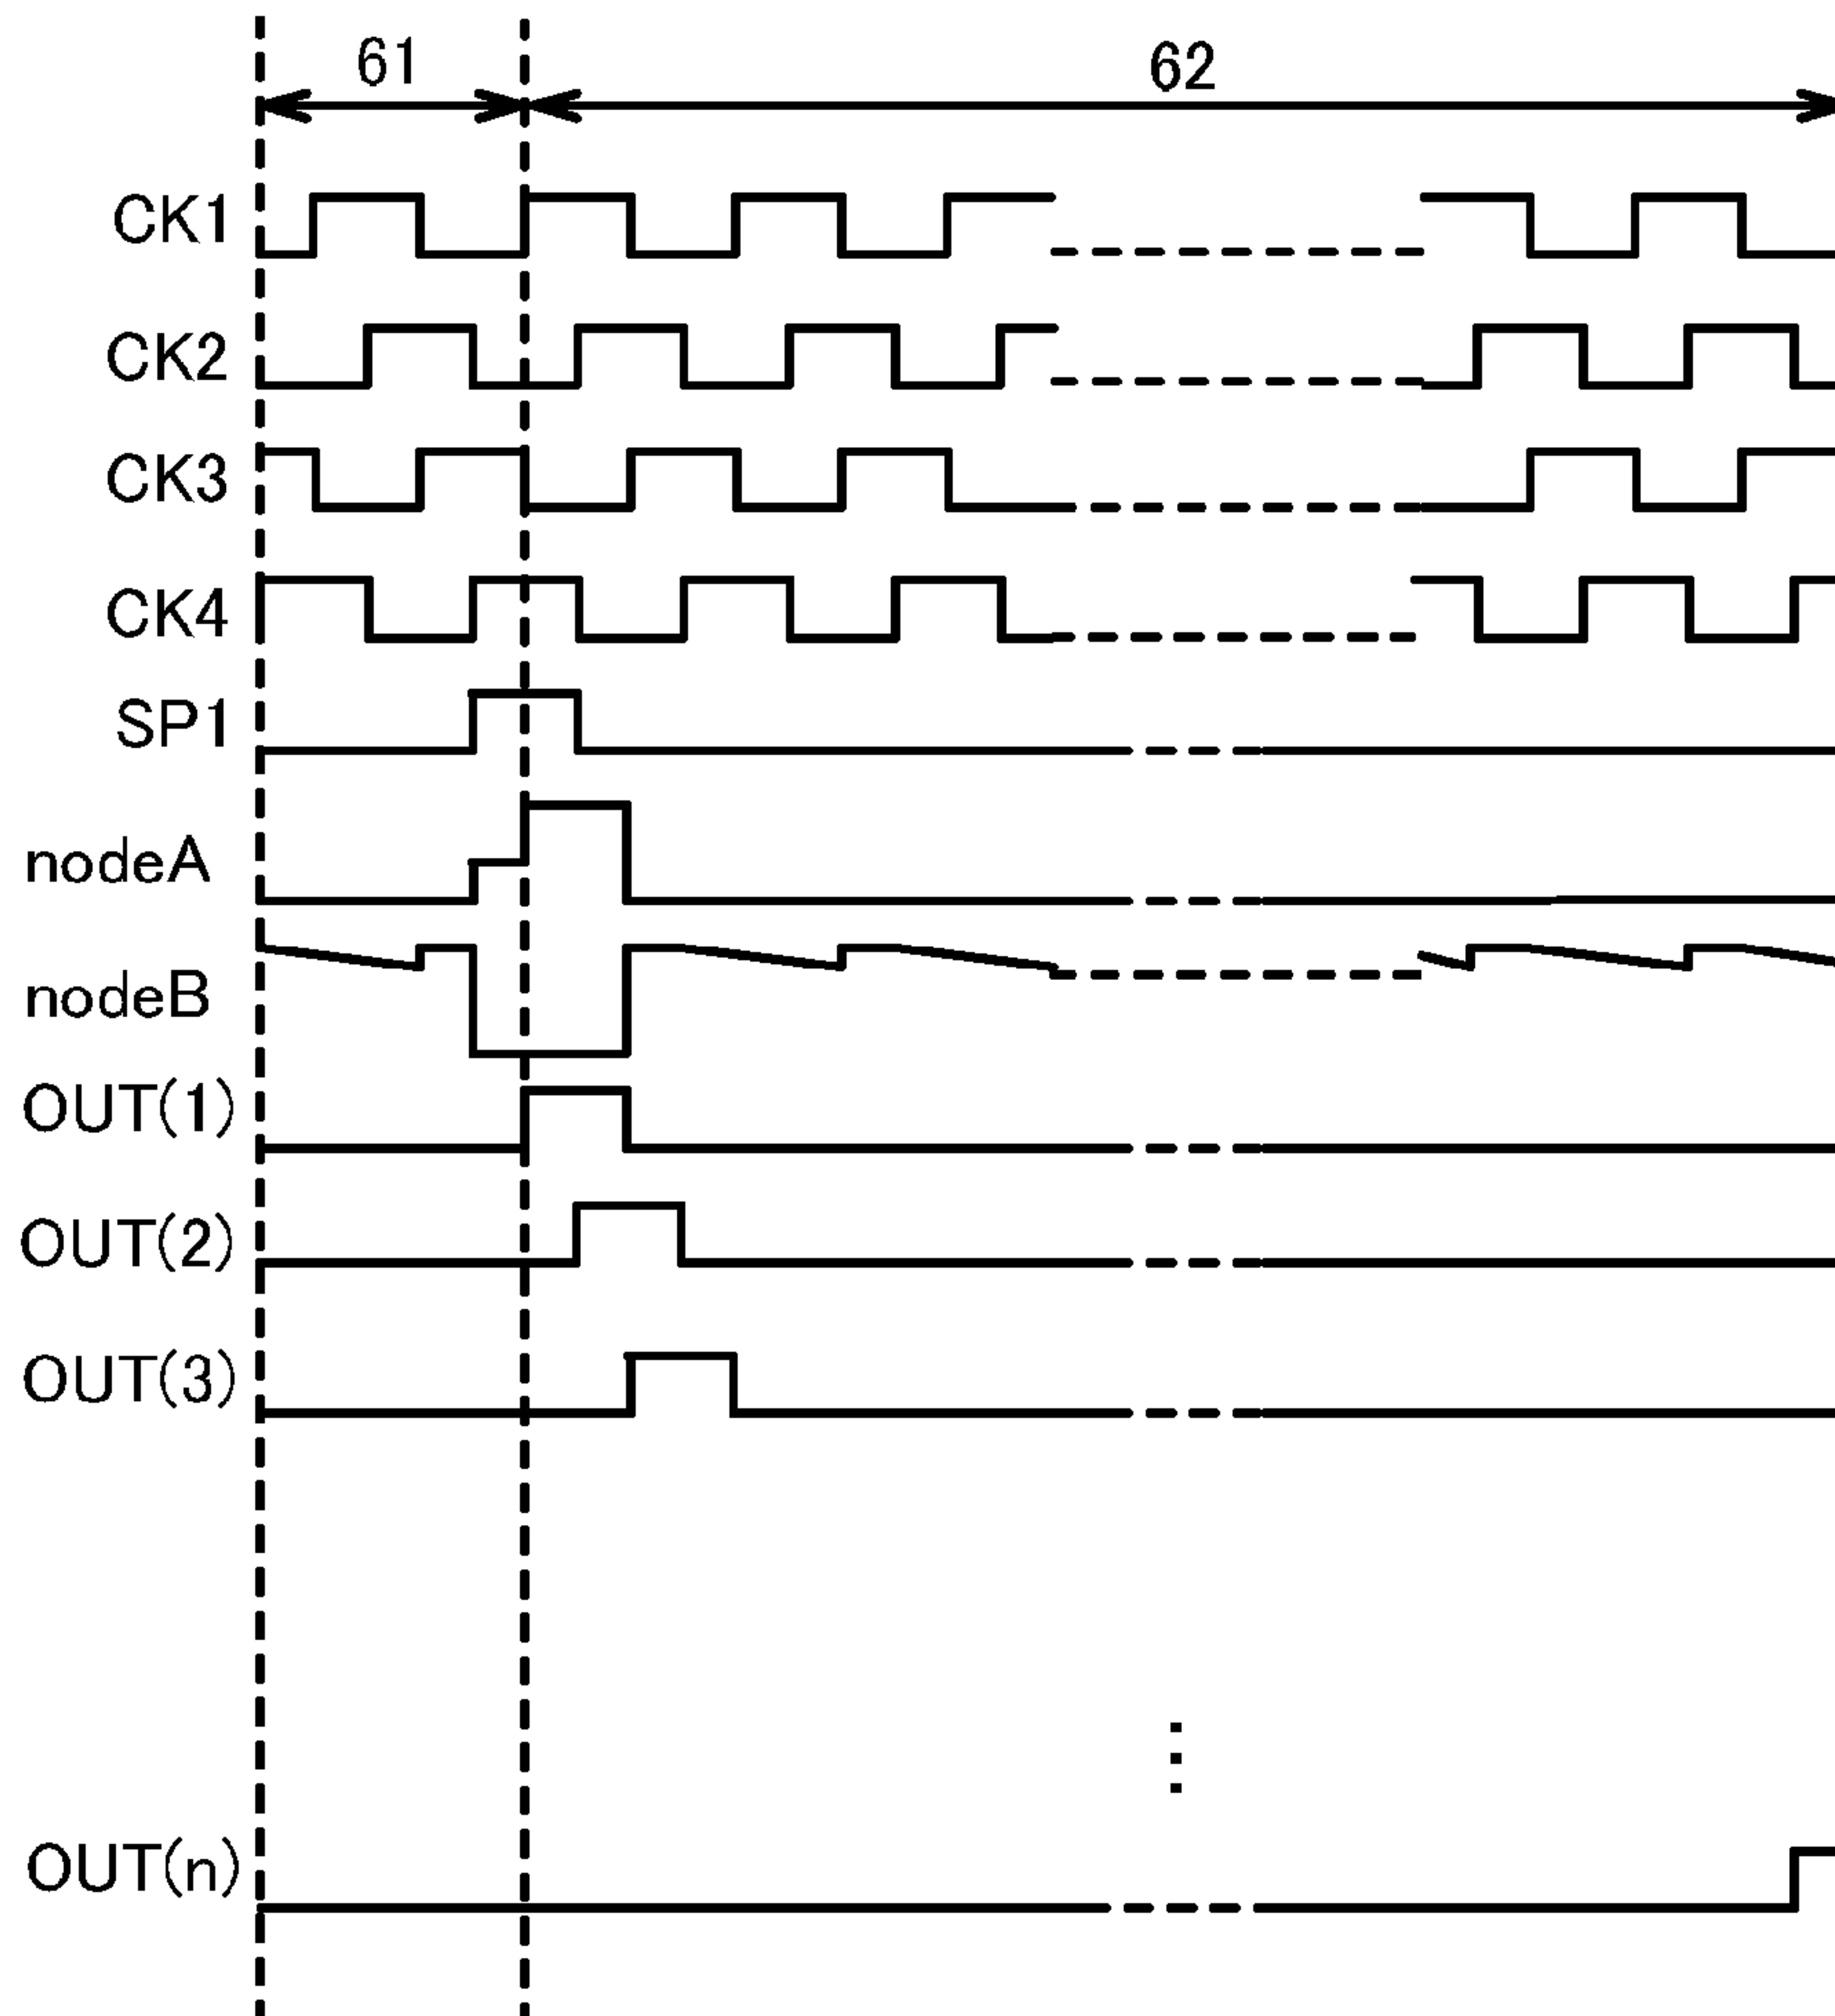 61
62
CK1
CK2
CK3
CK4
SP1
nodeA
nodeB
OUT(1)
OUT(2)
OUT(3)
OUT(n)